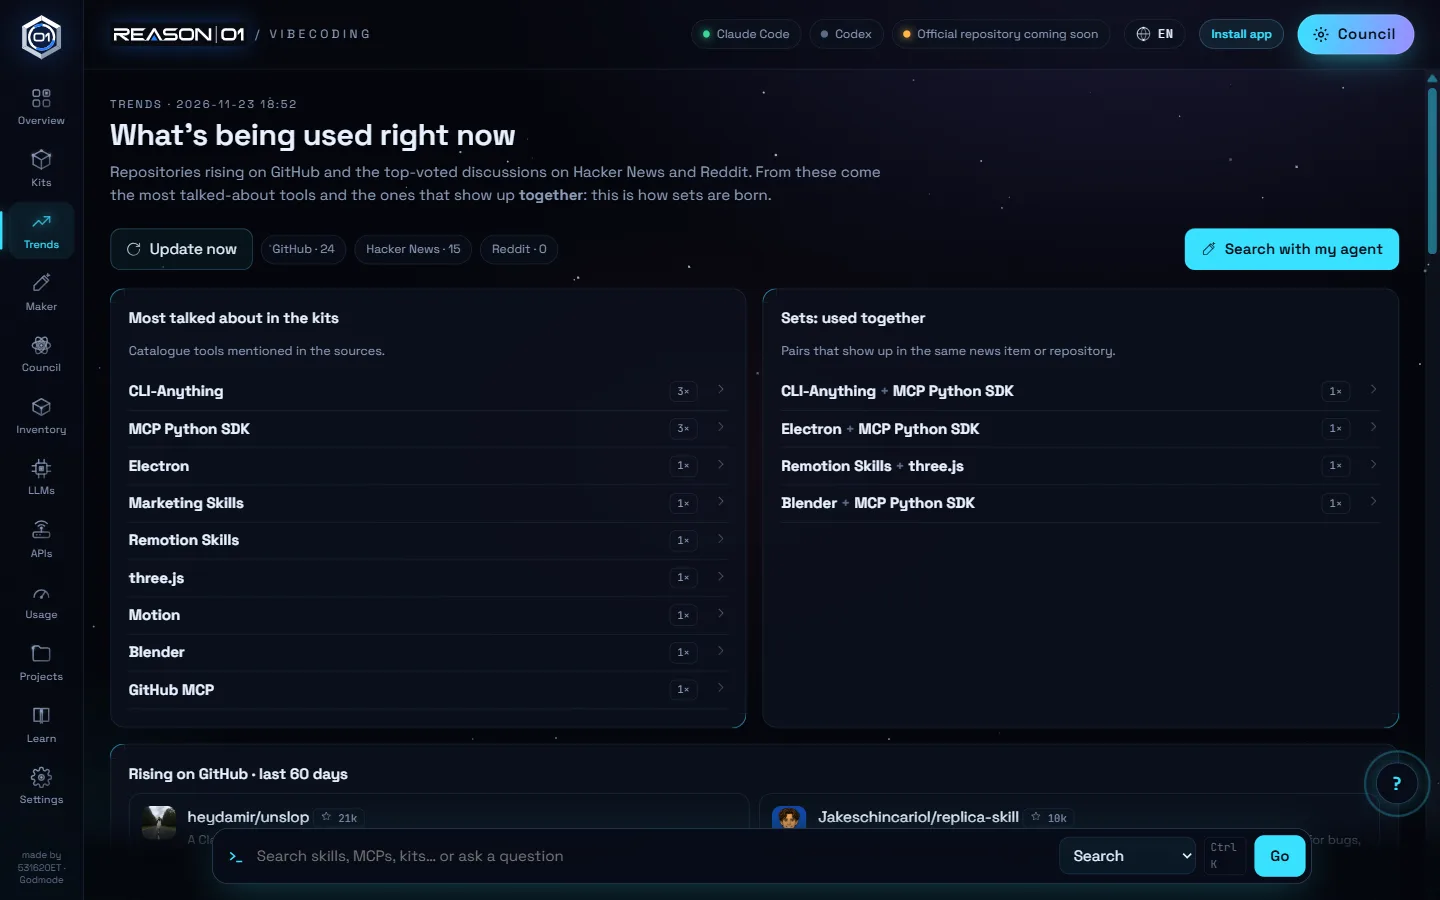 01
REASON|01 / VIBECODING
Claude Code
Codex
Official repository coming soon
EN
Install app
Council
Overview
Kits
Trends
Maker
Council
Inventory
LLMs
APIs
Usage
Projects
Learn
Settings
made by
531620ET ·
Godmode
TRENDS · 2026-11-23 18:52
What's being used right now
Repositories rising on GitHub and the top-voted discussions on Hacker News and Reddit. From these come
the most talked-about tools and the ones that show up together: this is how sets are born.
Update now
GitHub · 24
Hacker News · 15
Reddit · 0
Search with my agent
Most talked about in the kits
Catalogue tools mentioned in the sources.
CLI-Anything 3×
MCP Python SDK 3×
Electron 1×
Marketing Skills 1×
Remotion Skills 1×
three.js 1×
Motion 1×
Blender 1×
GitHub MCP 1×
Sets: used together
Pairs that show up in the same news item or repository.
CLI-Anything + MCP Python SDK 1×
Electron + MCP Python SDK 1×
Remotion Skills + three.js 1×
Blender + MCP Python SDK 1×
Rising on GitHub · last 60 days
heydamir/unslop 21k
Jakeschincariol/replica-skill 10k
for bugs,
?
>_ Search skills, MCPs, kits… or ask a question
Search
Ctrl
K
Go